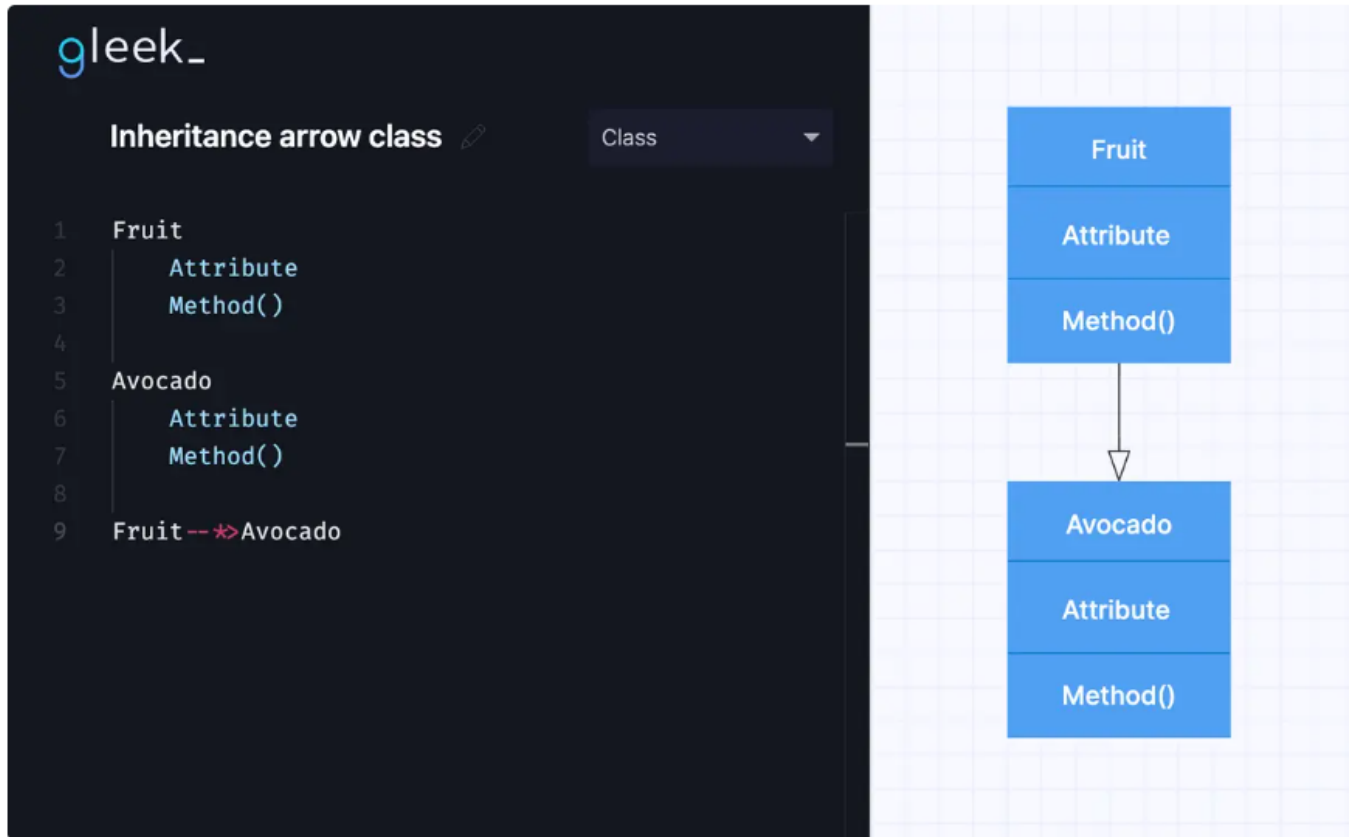 gleek_
Inheritance arrow class
Class
1 Fruit
2 Attribute
3 Method()
4
5 Avocado
6 Attribute
7 Method()
8
9 Fruit--*>Avocado
Fruit
Attribute
Method()
Avocado
Attribute
Method()